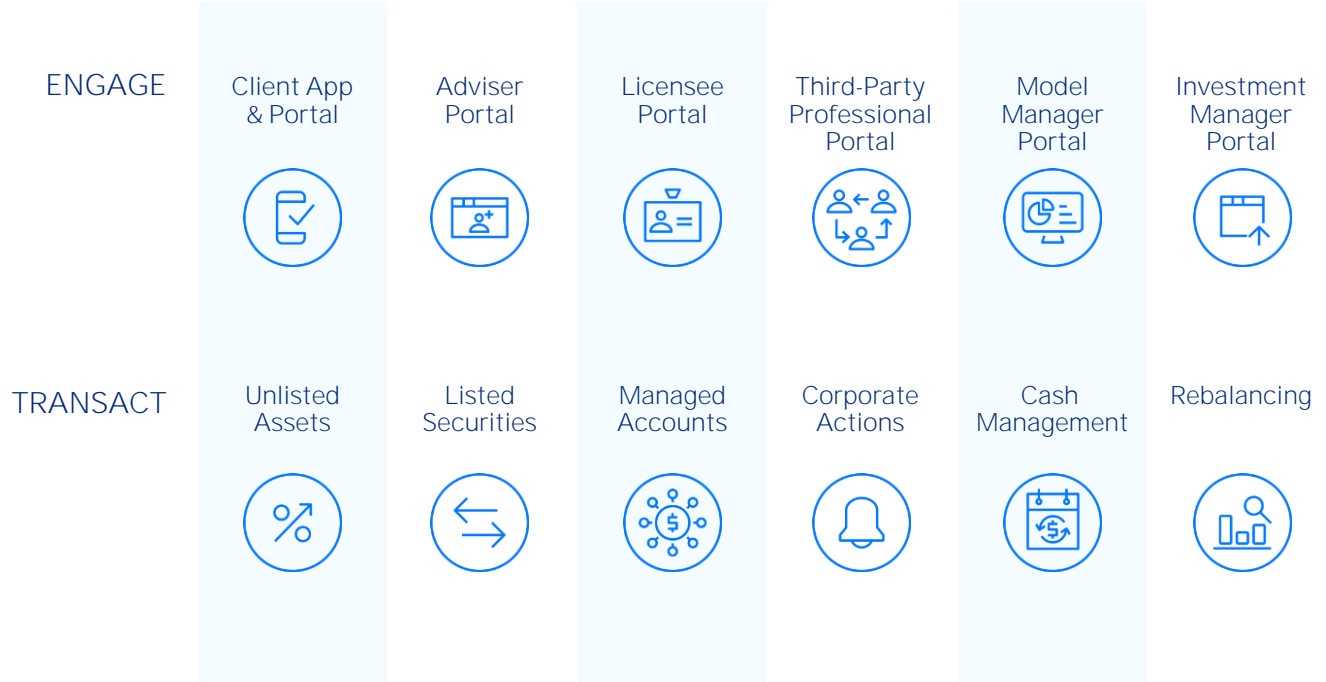 ENGAGE
Client App
& Portal
Adviser
Portal
Licensee
Portal
Third-Party
Professional
Portal
Model
Manager
Portal
Investment
Manager
Portal
TRANSACT
Unlisted
Assets
Listed
Securities
Managed
Accounts
$
Corporate
Actions
Cash
Management
$
Rebalancing